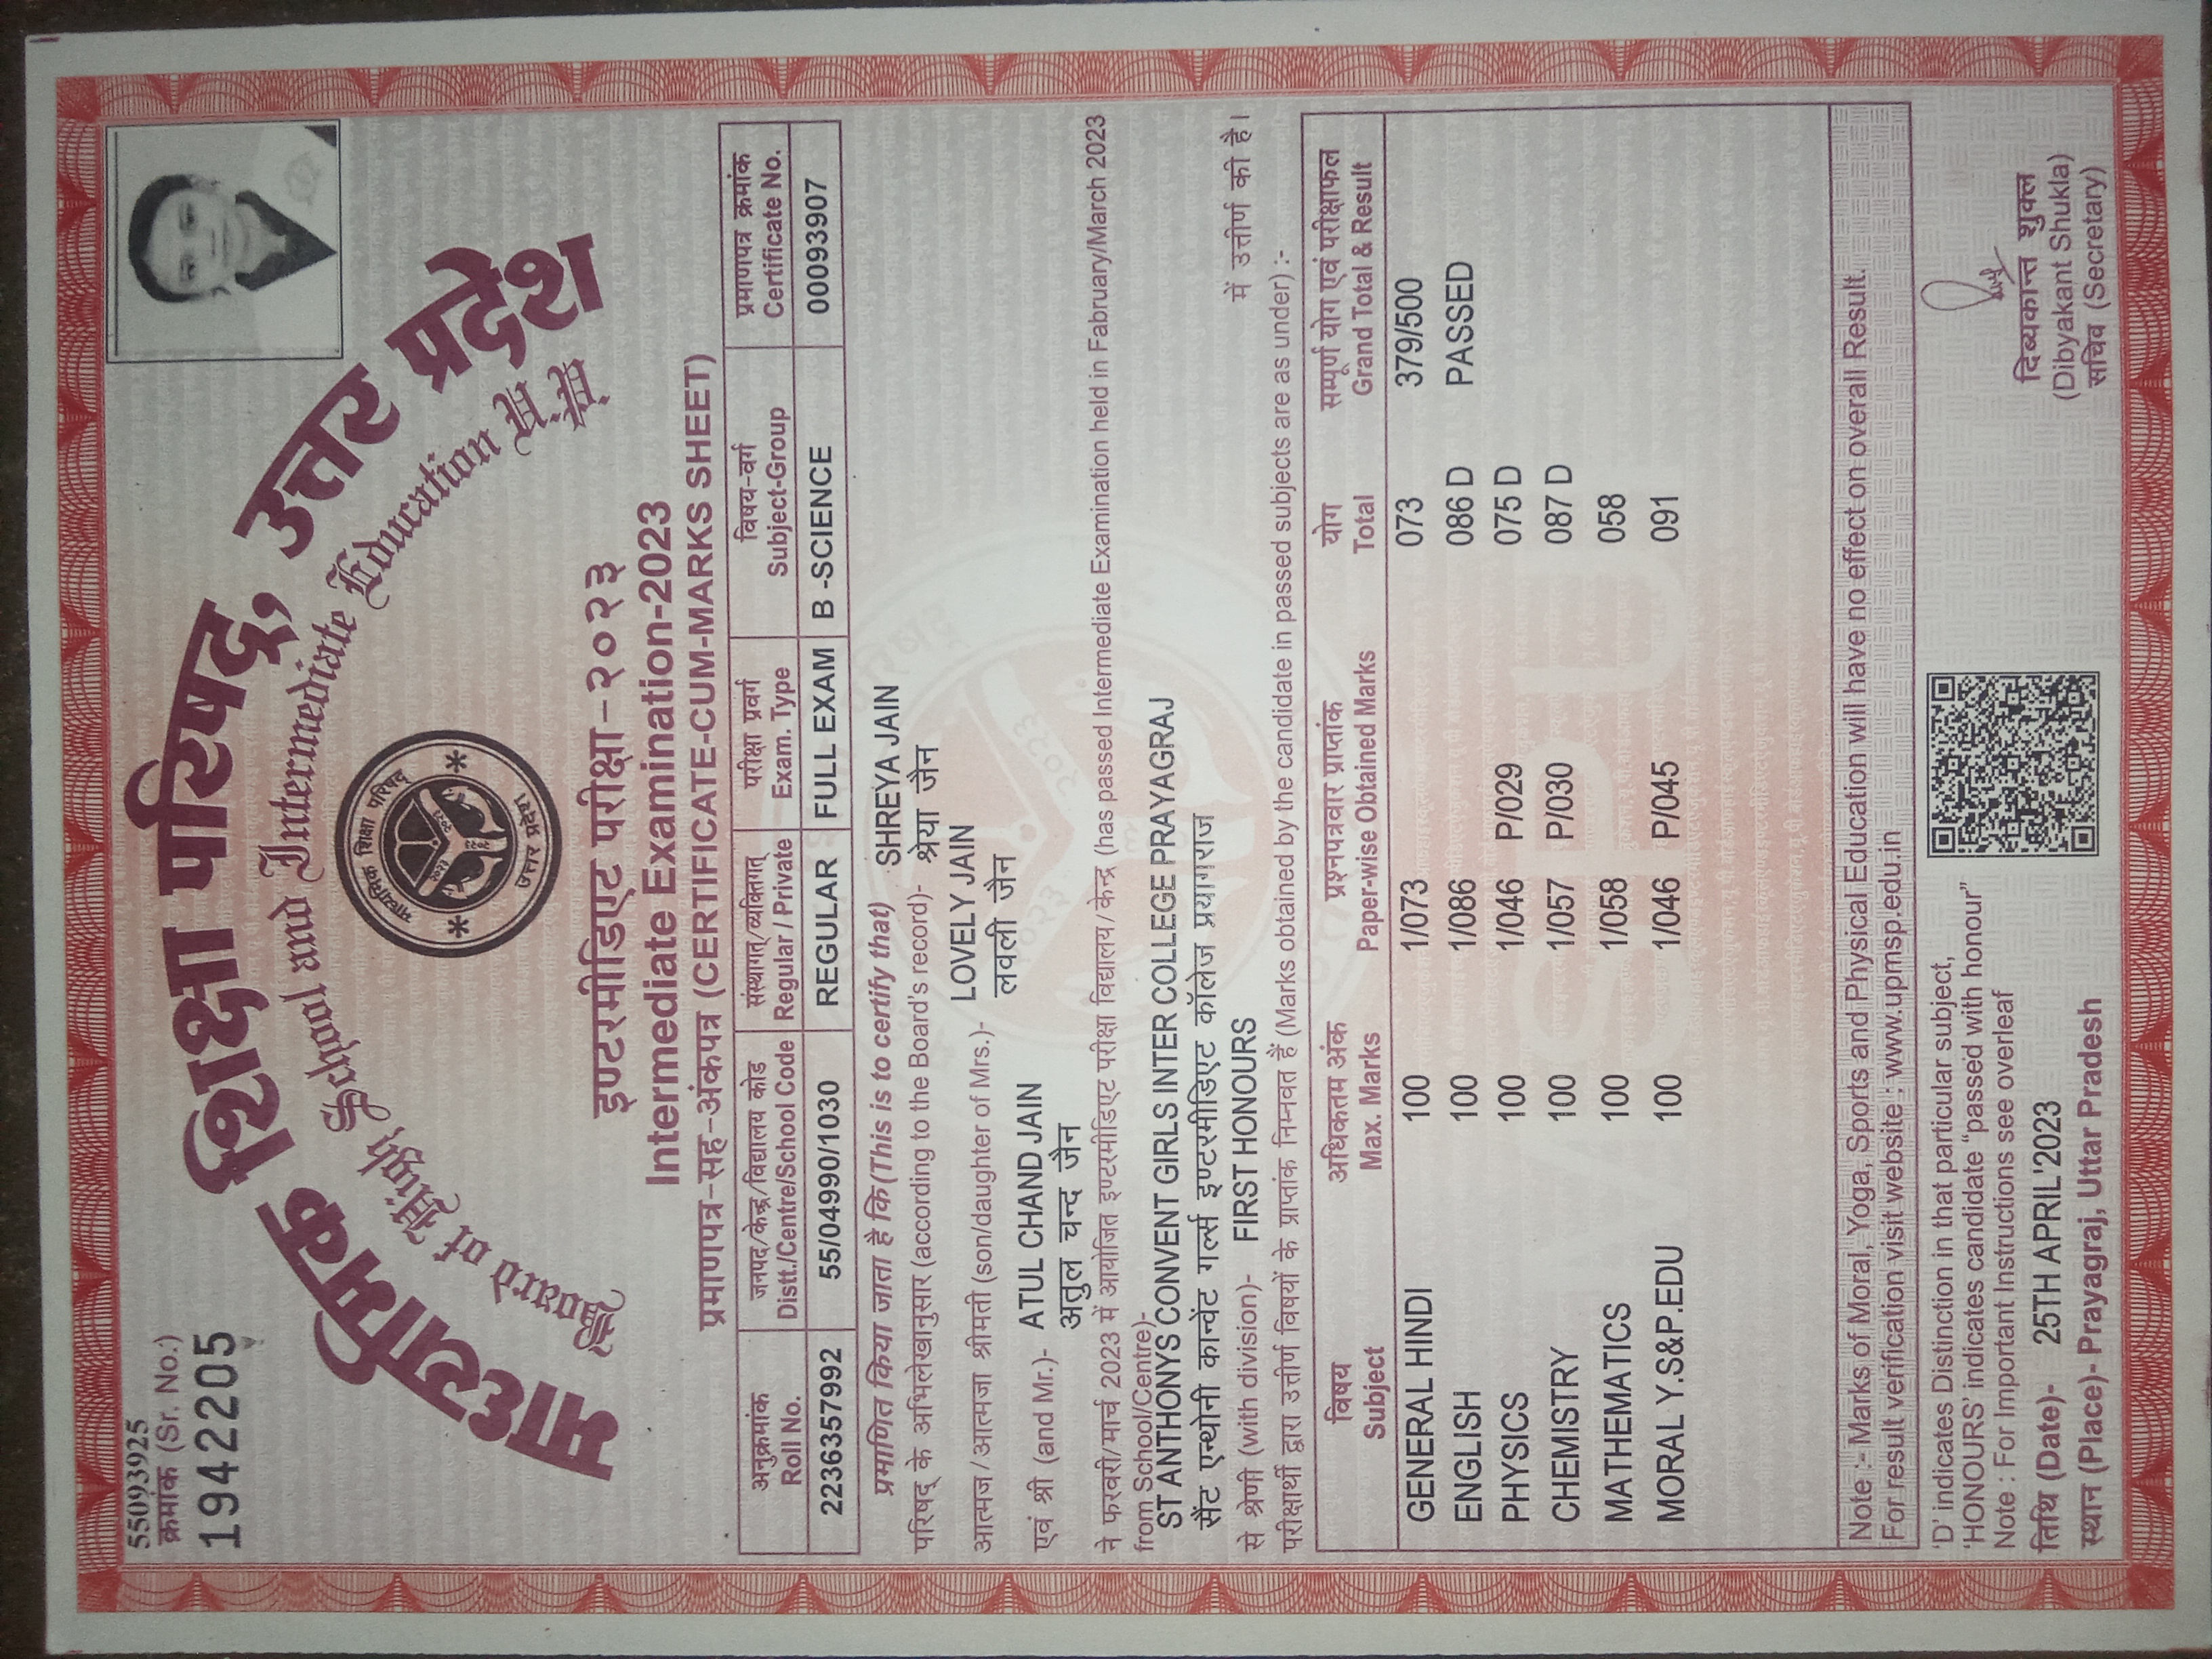 55093925
क्रमांक (Sr. No.)
1942205
माध्यमिक शिक्षा परिषद्, उत्तर प्रदेश
Board of High School and Intermediate Education U.P.
माध्यमिक शिक्षा परिषद्
उत्तर प्रदेश
इण्टरमीडिएट परीक्षा-२०२३
Intermediate Examination-2023
प्रमाणपत्र-सह-अंकपत्र (CERTIFICATE-CUM-MARKS SHEET)
अनुक्रमांक जनपद/केन्द्र/विद्यालय कोड संस्थागत/व्यक्तिगत परीक्षा प्रवर्ग विषय-वर्ग प्रमाणपत्र क्रमांक
Roll No. Distt./Centre/School Code Regular / Private Exam. Type Subject-Group Certificate No.
2236357992 55/04990/1030 REGULAR FULL EXAM B -SCIENCE 00093907
प्रमाणित किया जाता है कि (This is to certify that) SHREYA JAIN
परिषद् के अभिलेखानुसार (according to the Board's record)- श्रेया जैन
आत्मज/आत्मजा श्रीमती (son/daughter of Mrs.)- LOVELY JAIN
लवली जैन
एवं श्री (and Mr.)- ATUL CHAND JAIN
अतुल चन्द जैन
ने फरवरी/मार्च 2023 में आयोजित इण्टरमीडिएट परीक्षा विद्यालय/केन्द्र (has passed Intermediate Examination held in Fabruary/March 2023
from School/Centre)-
ST ANTHONYS CONVENT GIRLS INTER COLLEGE PRAYAGRAJ
सैंट एन्थोनी कान्वेंट गर्ल्स इण्टरमीडिएट कॉलेज प्रयागराज
से श्रेणी (with division)- FIRST HONOURS में उत्तीर्ण की है।
परीक्षार्थी द्वारा उत्तीर्ण विषयों के प्राप्तांक निम्नवत हैं (Marks obtained by the candidate in passed subjects are as under) :-
विषय अधिकतम अंक प्रश्नपत्रवार प्राप्तांक योग सम्पूर्ण योग एवं परीक्षाफल
Subject Max. Marks Paper-wise Obtained Marks Total Grand Total & Result
GENERAL HINDI 100 1/073 073 379/500
ENGLISH 100 1/086 086 D PASSED
PHYSICS 100 1/046 P/029 075 D
CHEMISTRY 100 1/057 P/030 087 D
MATHEMATICS 100 1/058 058
MORAL Y.S&P.EDU 100 1/046 P/045 091
Note :- Marks of Moral, Yoga, Sports and Physical Education will have no effect on overall Result.
For result verification visit website : www.upmsp.edu.in
'D' indicates Distinction in that particular subject,
'HONOURS' indicates candidate "passed with honour"
Note : For Important Instructions see overleaf
तिथि (Date)- 25TH APRIL'2023
स्थान (Place)- Prayagraj, Uttar Pradesh
दिब्यकान्त शुक्ल
(Dibyakant Shukla)
सचिव (Secretary)